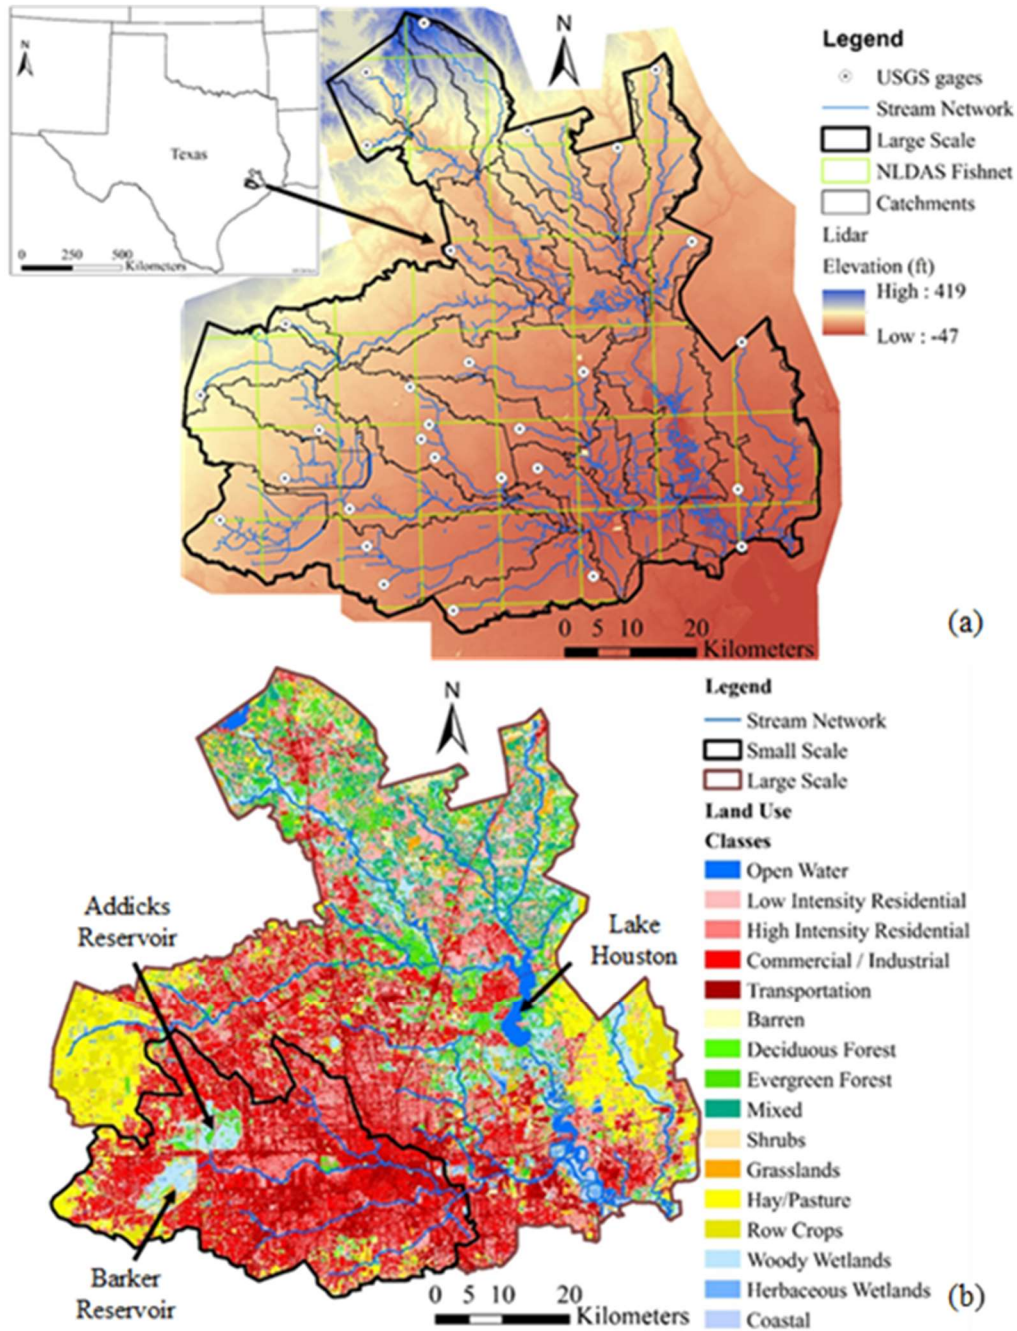 N
Texas
0 250 500
Kilometers
N
Legend
USGS gages
Stream Network
Large Scale
NLDAS Fishnet
Catchments
Lidar
Elevation (ft)
High : 419
Low : -47
0 5 10 20
Kilometers
(a)
N
Legend
Stream Network
Small Scale
Large Scale
Land Use
Classes
Open Water
Low Intensity Residential
High Intensity Residential
Commercial / Industrial
Transportation
Barren
Deciduous Forest
Evergreen Forest
Mixed
Shrubs
Grasslands
Hay/Pasture
Row Crops
Woody Wetlands
Herbaceous Wetlands
Coastal
Addicks
Reservoir
Lake
Houston
Barker
Reservoir
0 5 10 20
Kilometers
(b)